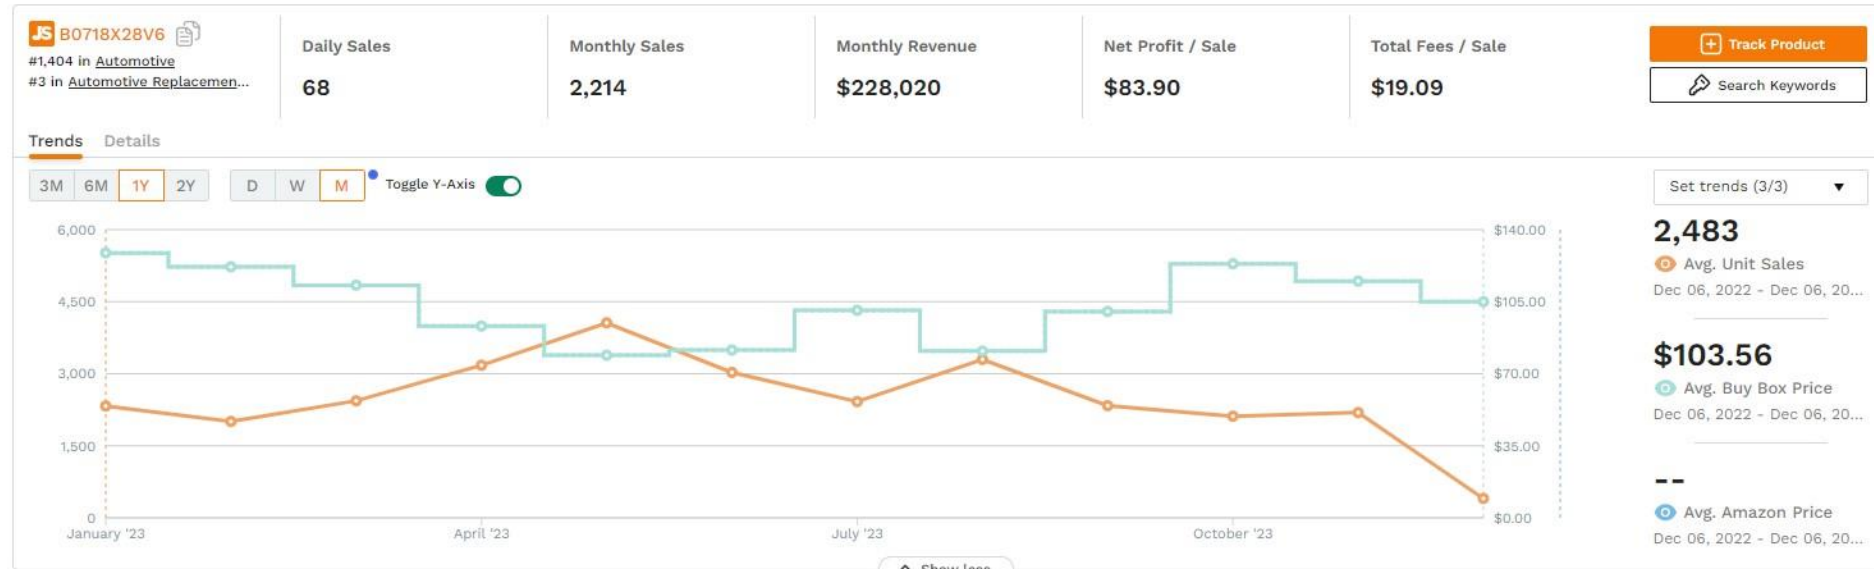 JS B0718X28V6
#1,404 in Automotive
#3 in Automotive Replacemen...
Daily Sales
68
Monthly Sales
2,214
Monthly Revenue
$228,020
Net Profit / Sale
$83.90
Total Fees / Sale
$19.09
Track Product
Search Keywords
Trends Details
3M 6M 1Y 2Y D W M Toggle Y-Axis
Set trends (3/3)
6,000 $140.00
4,500 $105.00
3,000 $70.00
1,500 $35.00
0 $0.00
January '23 April '23 July '23 October '23
2,483
Avg. Unit Sales
Dec 06, 2022 - Dec 06, 20...
$103.56
Avg. Buy Box Price
Dec 06, 2022 - Dec 06, 20...
--
Avg. Amazon Price
Dec 06, 2022 - Dec 06, 20...
Show less